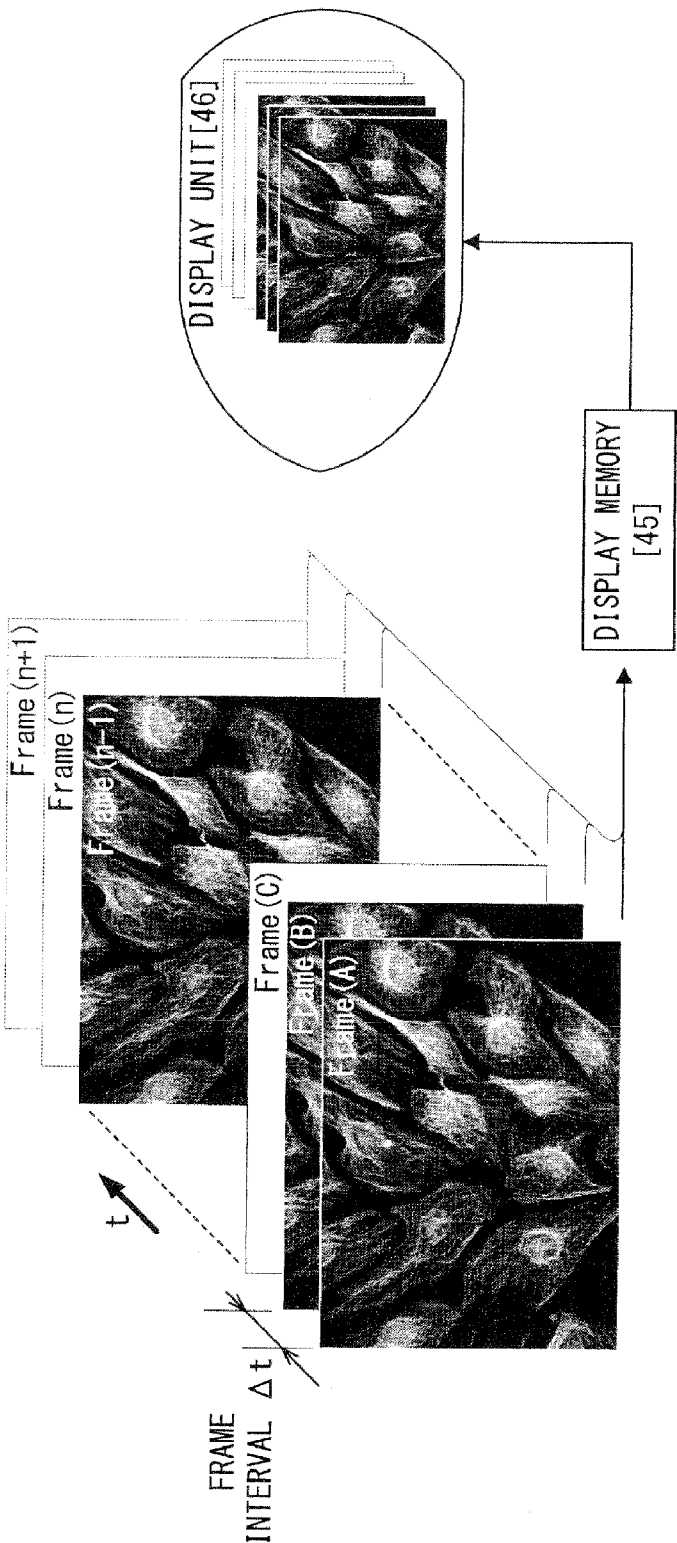 FRAME
INTERVAL Δt
t
Frame(A)
Frame(B)
Frame(C)
Frame(n-1)
Frame(n)
Frame(n+1)
DISPLAY MEMORY
[45]
DISPLAY UNIT[46]